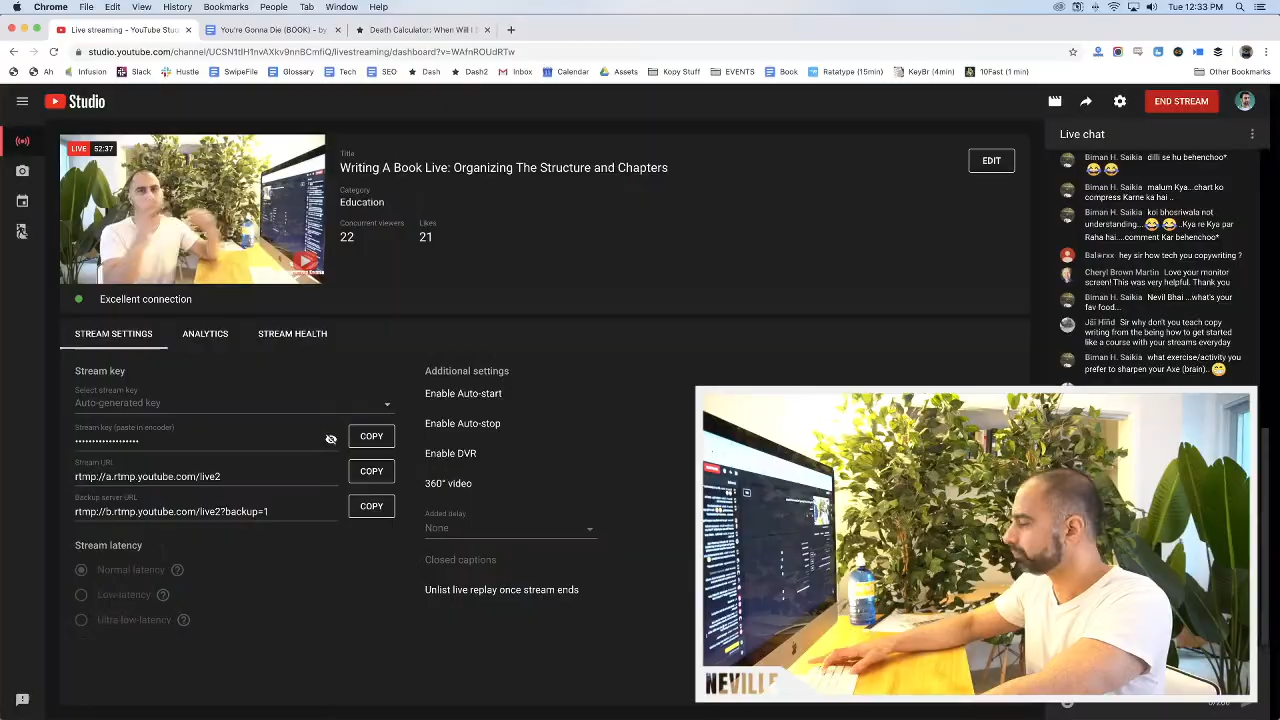 Chrome File Edit View History Bookmarks People Tab Window Help Tue 12:33 PM
Live streaming - YouTube Stud You're Gonna Die (BOOK) - by Death Calculator: When Will I
studio.youtube.com/channel/UCSN1tlH1nvAXkv9nnBCmfiQ/livestreaming/dashboard?v=WAfnROUdRTw
Ah Infusion Slack Hustle SwipeFile Glossary Tech SEO Dash Dash2 Inbox Calendar Assets Kopy Stuff EVENTS Book Ratatype (15min) KeyBr (4min) 10Fast (1 min) Other Bookmarks
Studio
END STREAM
Live chat
LIVE 52:37
Title
Writing A Book Live: Organizing The Structure and Chapters
EDIT
Category
Education
Concurrent viewers Likes
22 21
Excellent connection
STREAM SETTINGS ANALYTICS STREAM HEALTH
Stream key
Select stream key
Auto-generated key
Stream key (paste in encoder)
COPY
Stream URL
rtmp://a.rtmp.youtube.com/live2
COPY
Backup server URL
rtmp://b.rtmp.youtube.com/live2?backup=1
COPY
Stream latency
Normal latency
Low-latency
Ultra low-latency
Additional settings
Enable Auto-start
Enable Auto-stop
Enable DVR
360° video
Added delay
None
Closed captions
Unlist live replay once stream ends
Biman H. Saikia dilli se hu behenchoo*
Biman H. Saikia malum Kya...chart ko
compress Karne ka hai ..
Biman H. Saikia koi bhosriwala not
understanding.... ..Kya re Kya par
Raha hai....comment Kar behenchoo*
hey sir how tech you copywriting ?
Cheryl Brown Martin Love your monitor
screen! This was very helpful. Thank you
Biman H. Saikia Nevil Bhai ...what's your
fav food...
Jāī Hīnd Sir why don't you teach copy
writing from the being how to get started
like a course with your streams everyday
Biman H. Saikia what exercise/activity you
prefer to sharpen your Axe (brain)..
NEVILLE